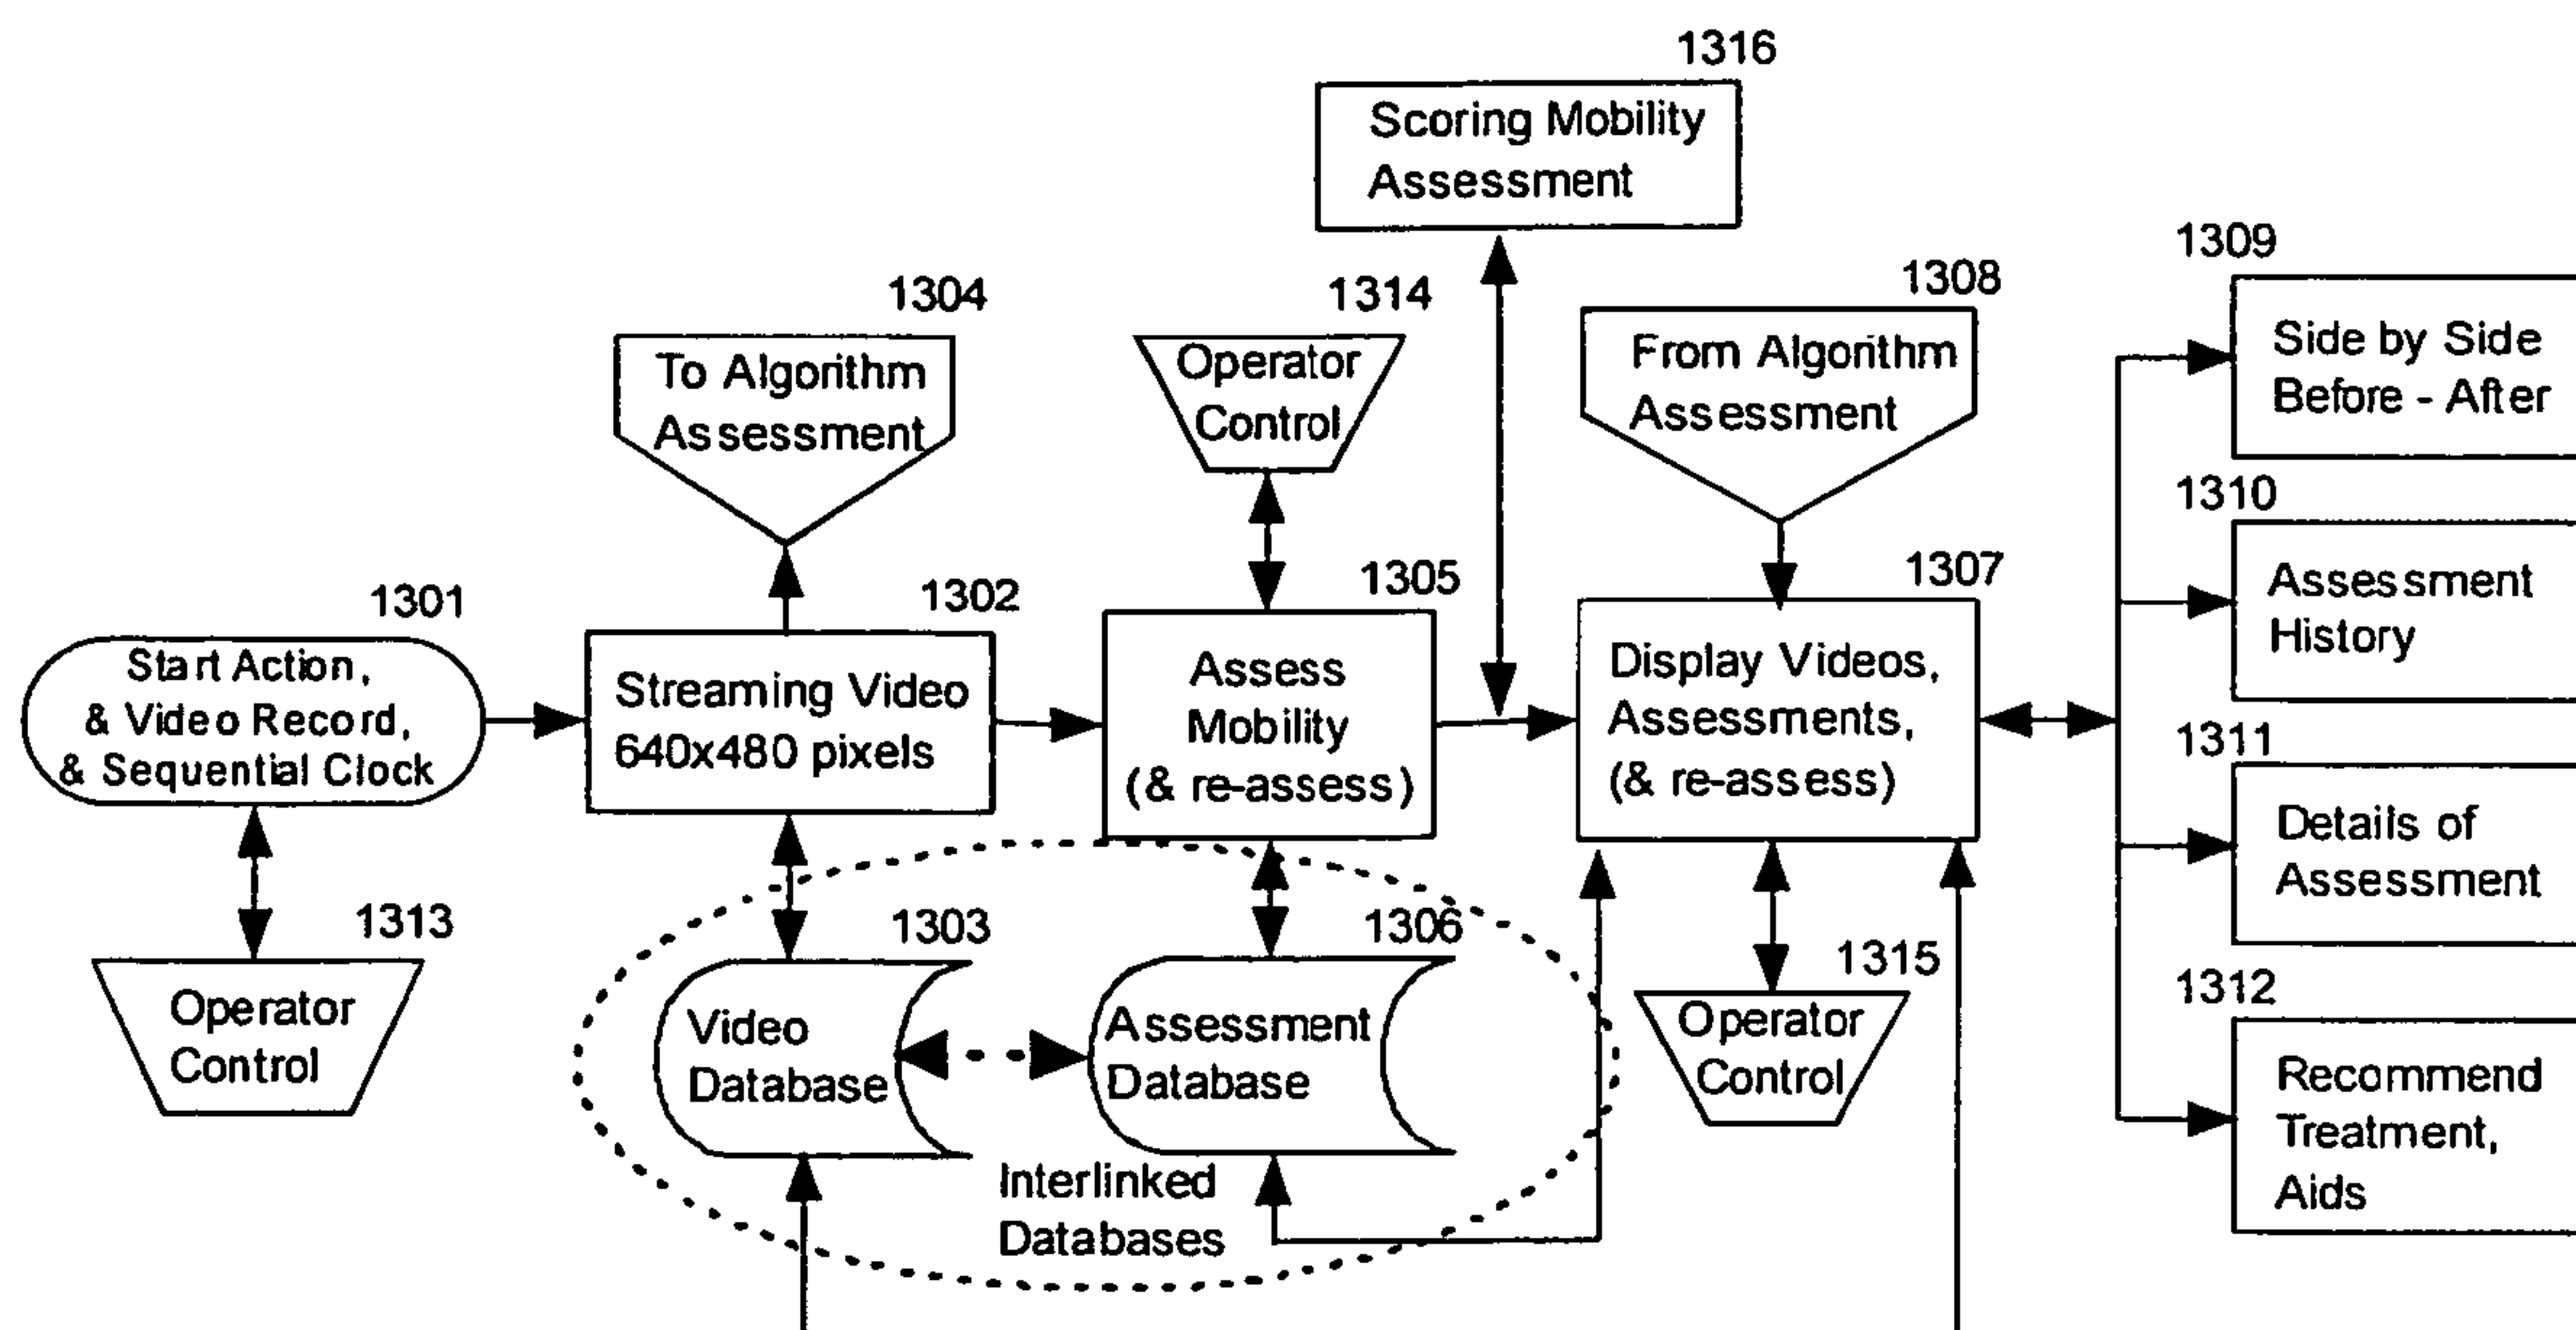 1316
Scoring Mobility
Assessment
1304
To Algorithm
Assessment
1314
Operator
Control
1308
From Algorithm
Assessment
1309
Side by Side
Before - After
1301
Start Action,
& Video Record,
& Sequential Clock
1302
Streaming Video
640x480 pixels
1305
Assess
Mobility
(& re-assess)
1307
Display Videos,
Assessments,
(& re-assess)
1310
Assessment
History
1311
Details of
Assessment
1313
Operator
Control
1303
Video
Database
1306
Assessment
Database
Interlinked
Databases
1315
Operator
Control
1312
Recommend
Treatment,
Aids